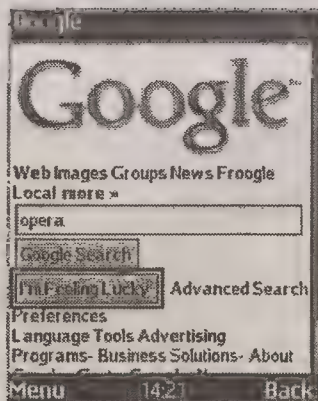 Google
Google™
Web Images Groups News Froogle
Local more »
opera
Google Search
I'm Feeling Lucky Advanced Search
Preferences
Language Tools Advertising
Programs- Business Solutions- About
Menu 14:21 Back